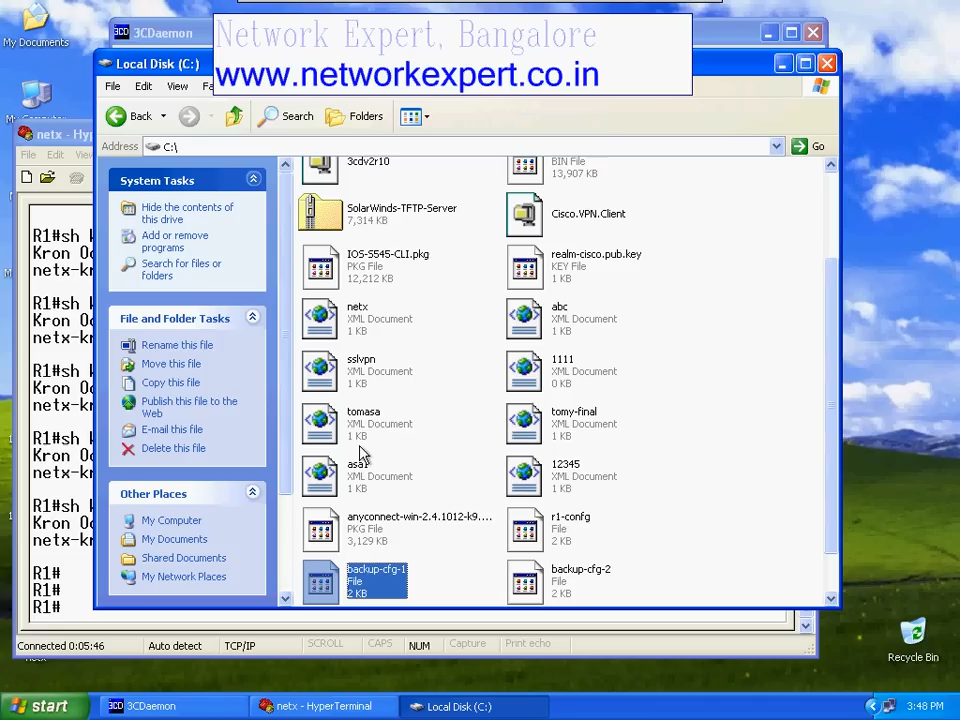 My Documents
3CDaemon
Network Expert, Bangalore
www.networkexpert.co.in
Local Disk (C:)
File Edit View Fa
Back
Search
Folders
Address
C:\
Go
netx - Hyp
File Edit View
System Tasks
Hide the contents of
this drive
Add or remove
programs
Search for files or
folders
File and Folder Tasks
Rename this file
Move this file
Copy this file
Publish this file to the
Web
E-mail this file
Delete this file
Other Places
My Computer
My Documents
Shared Documents
My Network Places
3cdv2r10
BIN File
13,907 KB
SolarWinds-TFTP-Server
7,314 KB
Cisco.VPN.Client
IOS-S545-CLI.pkg
PKG File
12,212 KB
realm-cisco.pub.key
KEY File
1 KB
netx
XML Document
1 KB
abc
XML Document
1 KB
sslvpn
XML Document
1 KB
1111
XML Document
0 KB
tomasa
XML Document
1 KB
tomy-final
XML Document
1 KB
asa1
XML Document
1 KB
12345
XML Document
1 KB
anyconnect-win-2.4.1012-k9....
PKG File
3,129 KB
r1-confg
File
2 KB
backup-cfg-1
File
2 KB
backup-cfg-2
File
2 KB
R1#sh k
Kron Oc
netx-kr
R1#sh k
Kron Oc
netx-kr
R1#sh k
Kron Oc
netx-kr
R1#sh k
Kron Oc
netx-kr
R1#sh k
Kron Oc
netx-kr
R1#
R1#
R1#
Connected 0:05:46
Auto detect
TCP/IP
SCROLL
CAPS
NUM
Capture
Print echo
Recycle Bin
start
3CDaemon
netx - HyperTerminal
Local Disk (C:)
3:48 PM